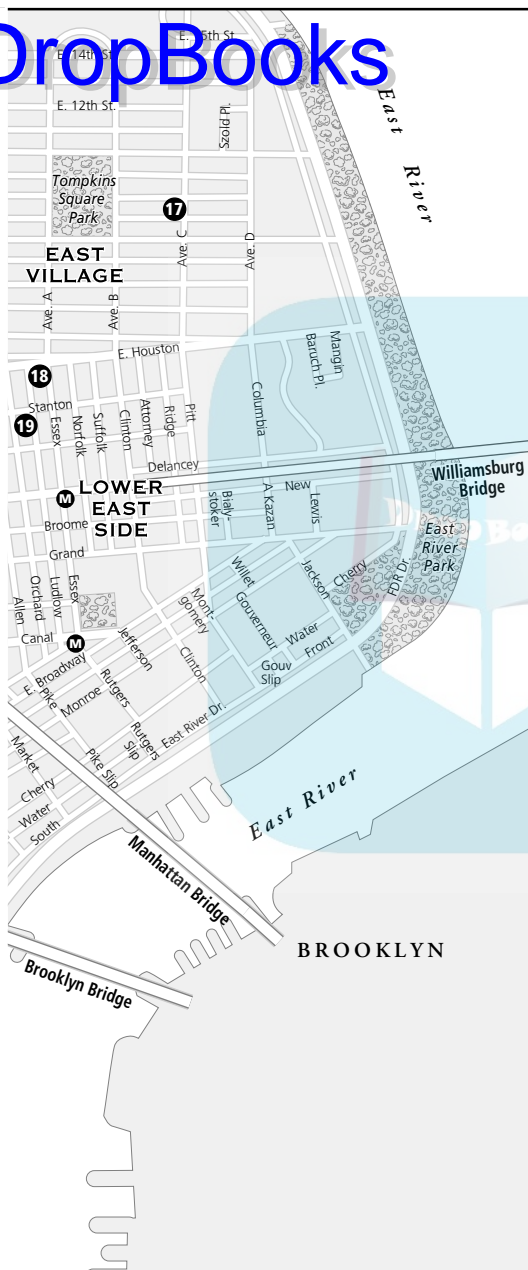 DropBooks
E. 15th St.
E. 14th St.
E. 12th St.
Szold Pl.
East River
Tompkins
Square
Park
17
EAST
VILLAGE
Ave. C
Ave. D
Ave. A
Ave. B
E. Houston
Mangin
Baruch Pl.
18
Stanton
19
Essex
Norfolk
Suffolk
Clinton
Attorney
Ridge
Pitt
Columbia
Delancey
Williamsburg
Bridge
M
LOWER
EAST
SIDE
Broome
Grand
Bialy-
stoker
A. Kazan
New
Lewis
East
River
Park
FDR Dr.
Allen
Orchard
Ludlow
Essex
Canal
M
E. Broadway
Jefferson
Mont-
gomery
Willet
Gouverneur
Jackson
Cherry
Water
Front
Gouv
Slip
Clinton
Pike
Monroe
Rutgers
Rutgers
Slip
East River Dr.
Market
Pike Slip
Cherry
Water
South
East River
Manhattan Bridge
BROOKLYN
Brooklyn Bridge